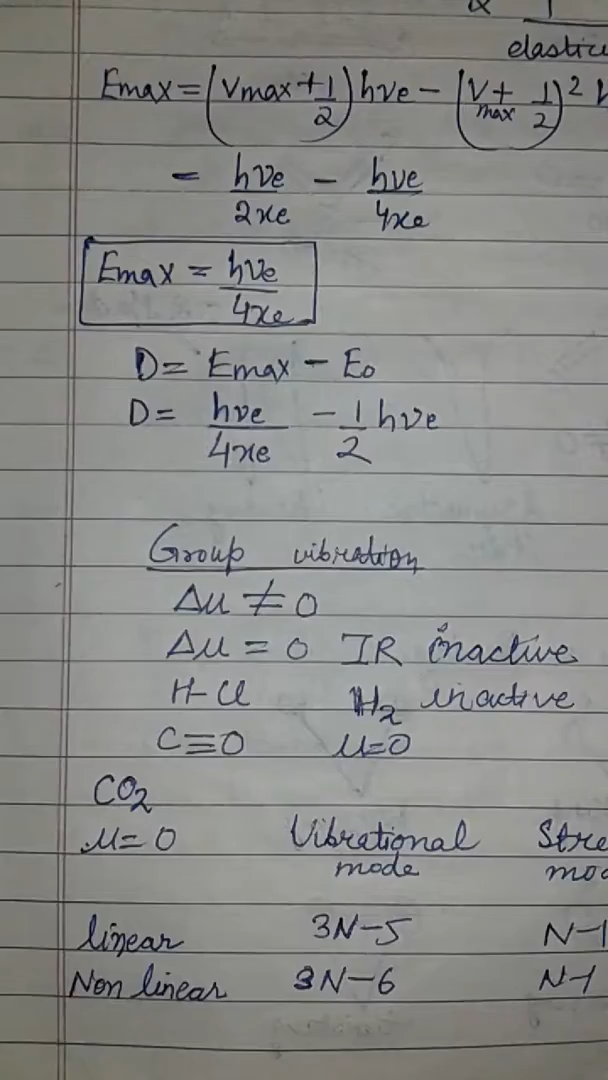 elastic
Emax = (Vmax + 1/2) hνe − (Vmax + 1/2)²
= hνe/2xe − hνe/4xe
Emax = hνe/4xe
D = Emax − E0
D = hνe/4xe − 1/2 hνe
Group vibration
Δμ ≠ 0
Δμ = 0 IR inactive
H-Cl H2 inactive
C≡O μ=0
CO2
μ=0 Vibrational Stre
mode mod
linear 3N−5 N−1
Non linear 3N−6 N−1